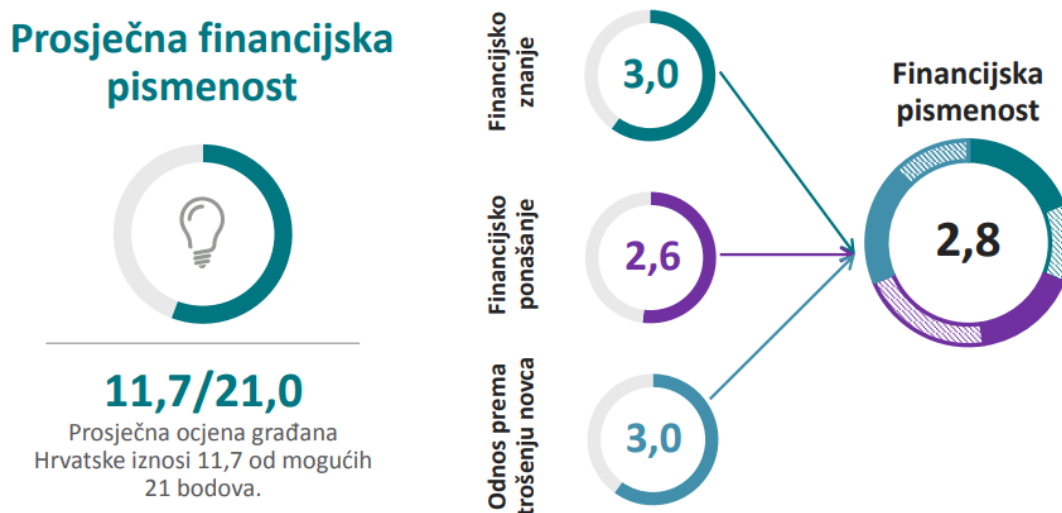 Prosječna financijska
pismenost
11,7/21,0
Prosječna ocjena građana
Hrvatske iznosi 11,7 od mogućih
21 bodova.
Financijsko
znanje
3,0
Financijsko
ponašanje
2,6
Odnos prema
trošenju novca
3,0
Financijska
pismenost
2,8